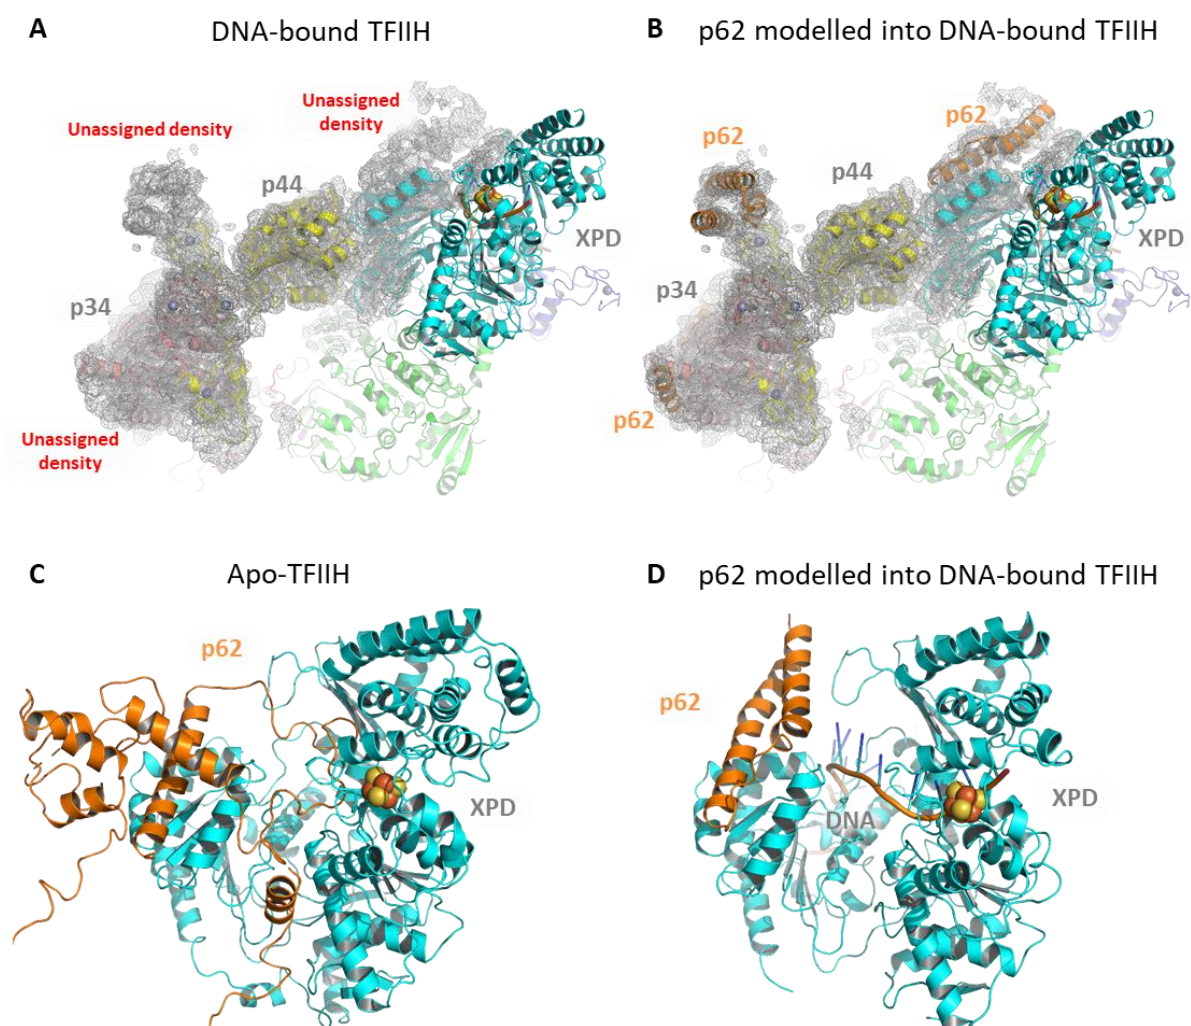 A
DNA-bound TFIIH
Unassigned density
Unassigned
density
p44
XPD
p34
Unassigned
density
B
p62 modelled into DNA-bound TFIIH
p62
p62
p44
XPD
p34
p62
C
Apo-TFIIH
p62
XPD
D
p62 modelled into DNA-bound TFIIH
p62
DNA
XPD